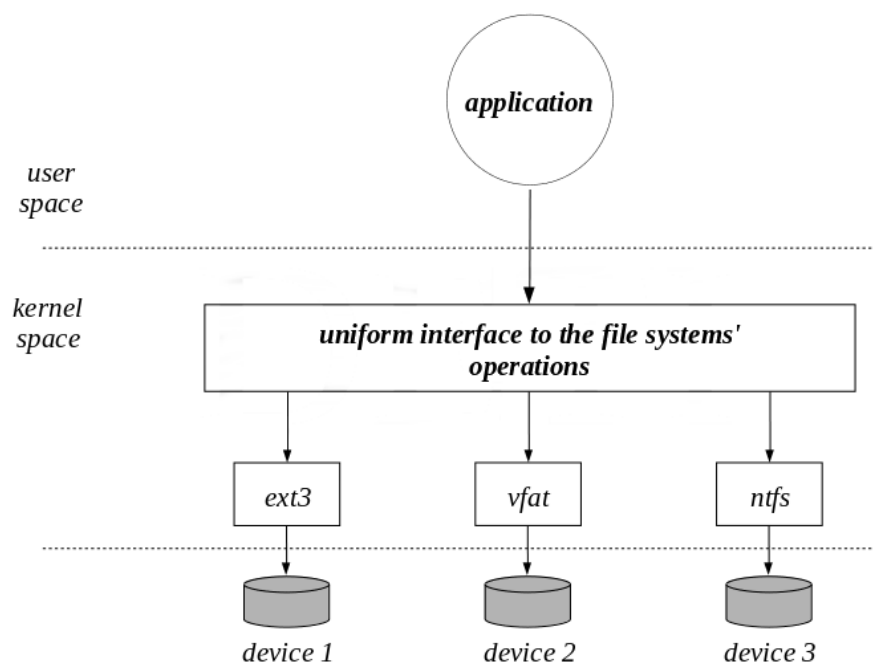 application
user
space
kernel
space
uniform interface to the file systems'
operations
ext3
vfat
ntfs
device 1
device 2
device 3